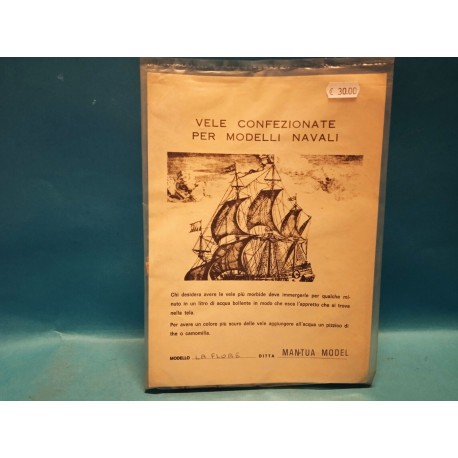 € 30.00
VELE CONFEZIONATE
PER MODELLI NAVALI
Chi desidera avere le vele più morbide deve immergerle per qualche mi-
nuto in un litro di acqua bollente in modo che esca l'appretto che si trova
nella tela.
Per avere un colore più scuro delle vele aggiungere all'acqua un pizzico di
the o camomilla.
MODELLO LA FLORE DITTA MANTUA MODEL